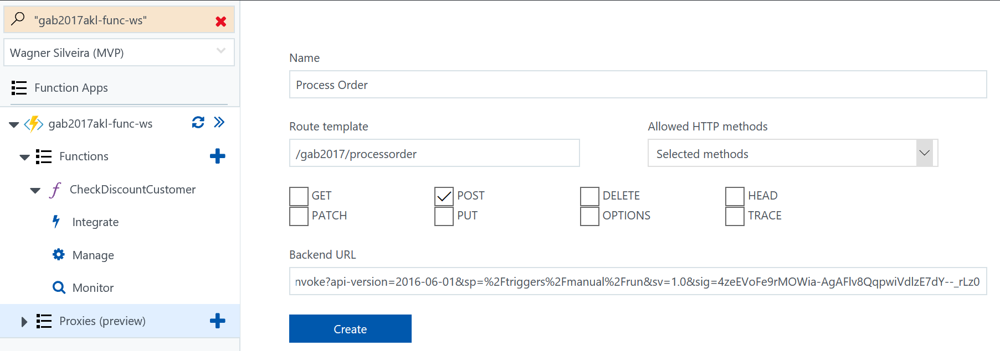 "gab2017akl-func-ws"
Wagner Silveira (MVP)
Function Apps
gab2017akl-func-ws
Functions
CheckDiscountCustomer
Integrate
Manage
Monitor
Proxies (preview)
Name
Process Order
Route template
Allowed HTTP methods
/gab2017/processorder
Selected methods
GET POST DELETE HEAD
PATCH PUT OPTIONS TRACE
Backend URL
nvoke?api-version=2016-06-01&sp=%2Ftriggers%2Fmanual%2Frun&sv=1.0&sig=4zeEVoFe9rMOWia-AgAFlv8QqpwiVdlzE7dY--_rLz0
Create